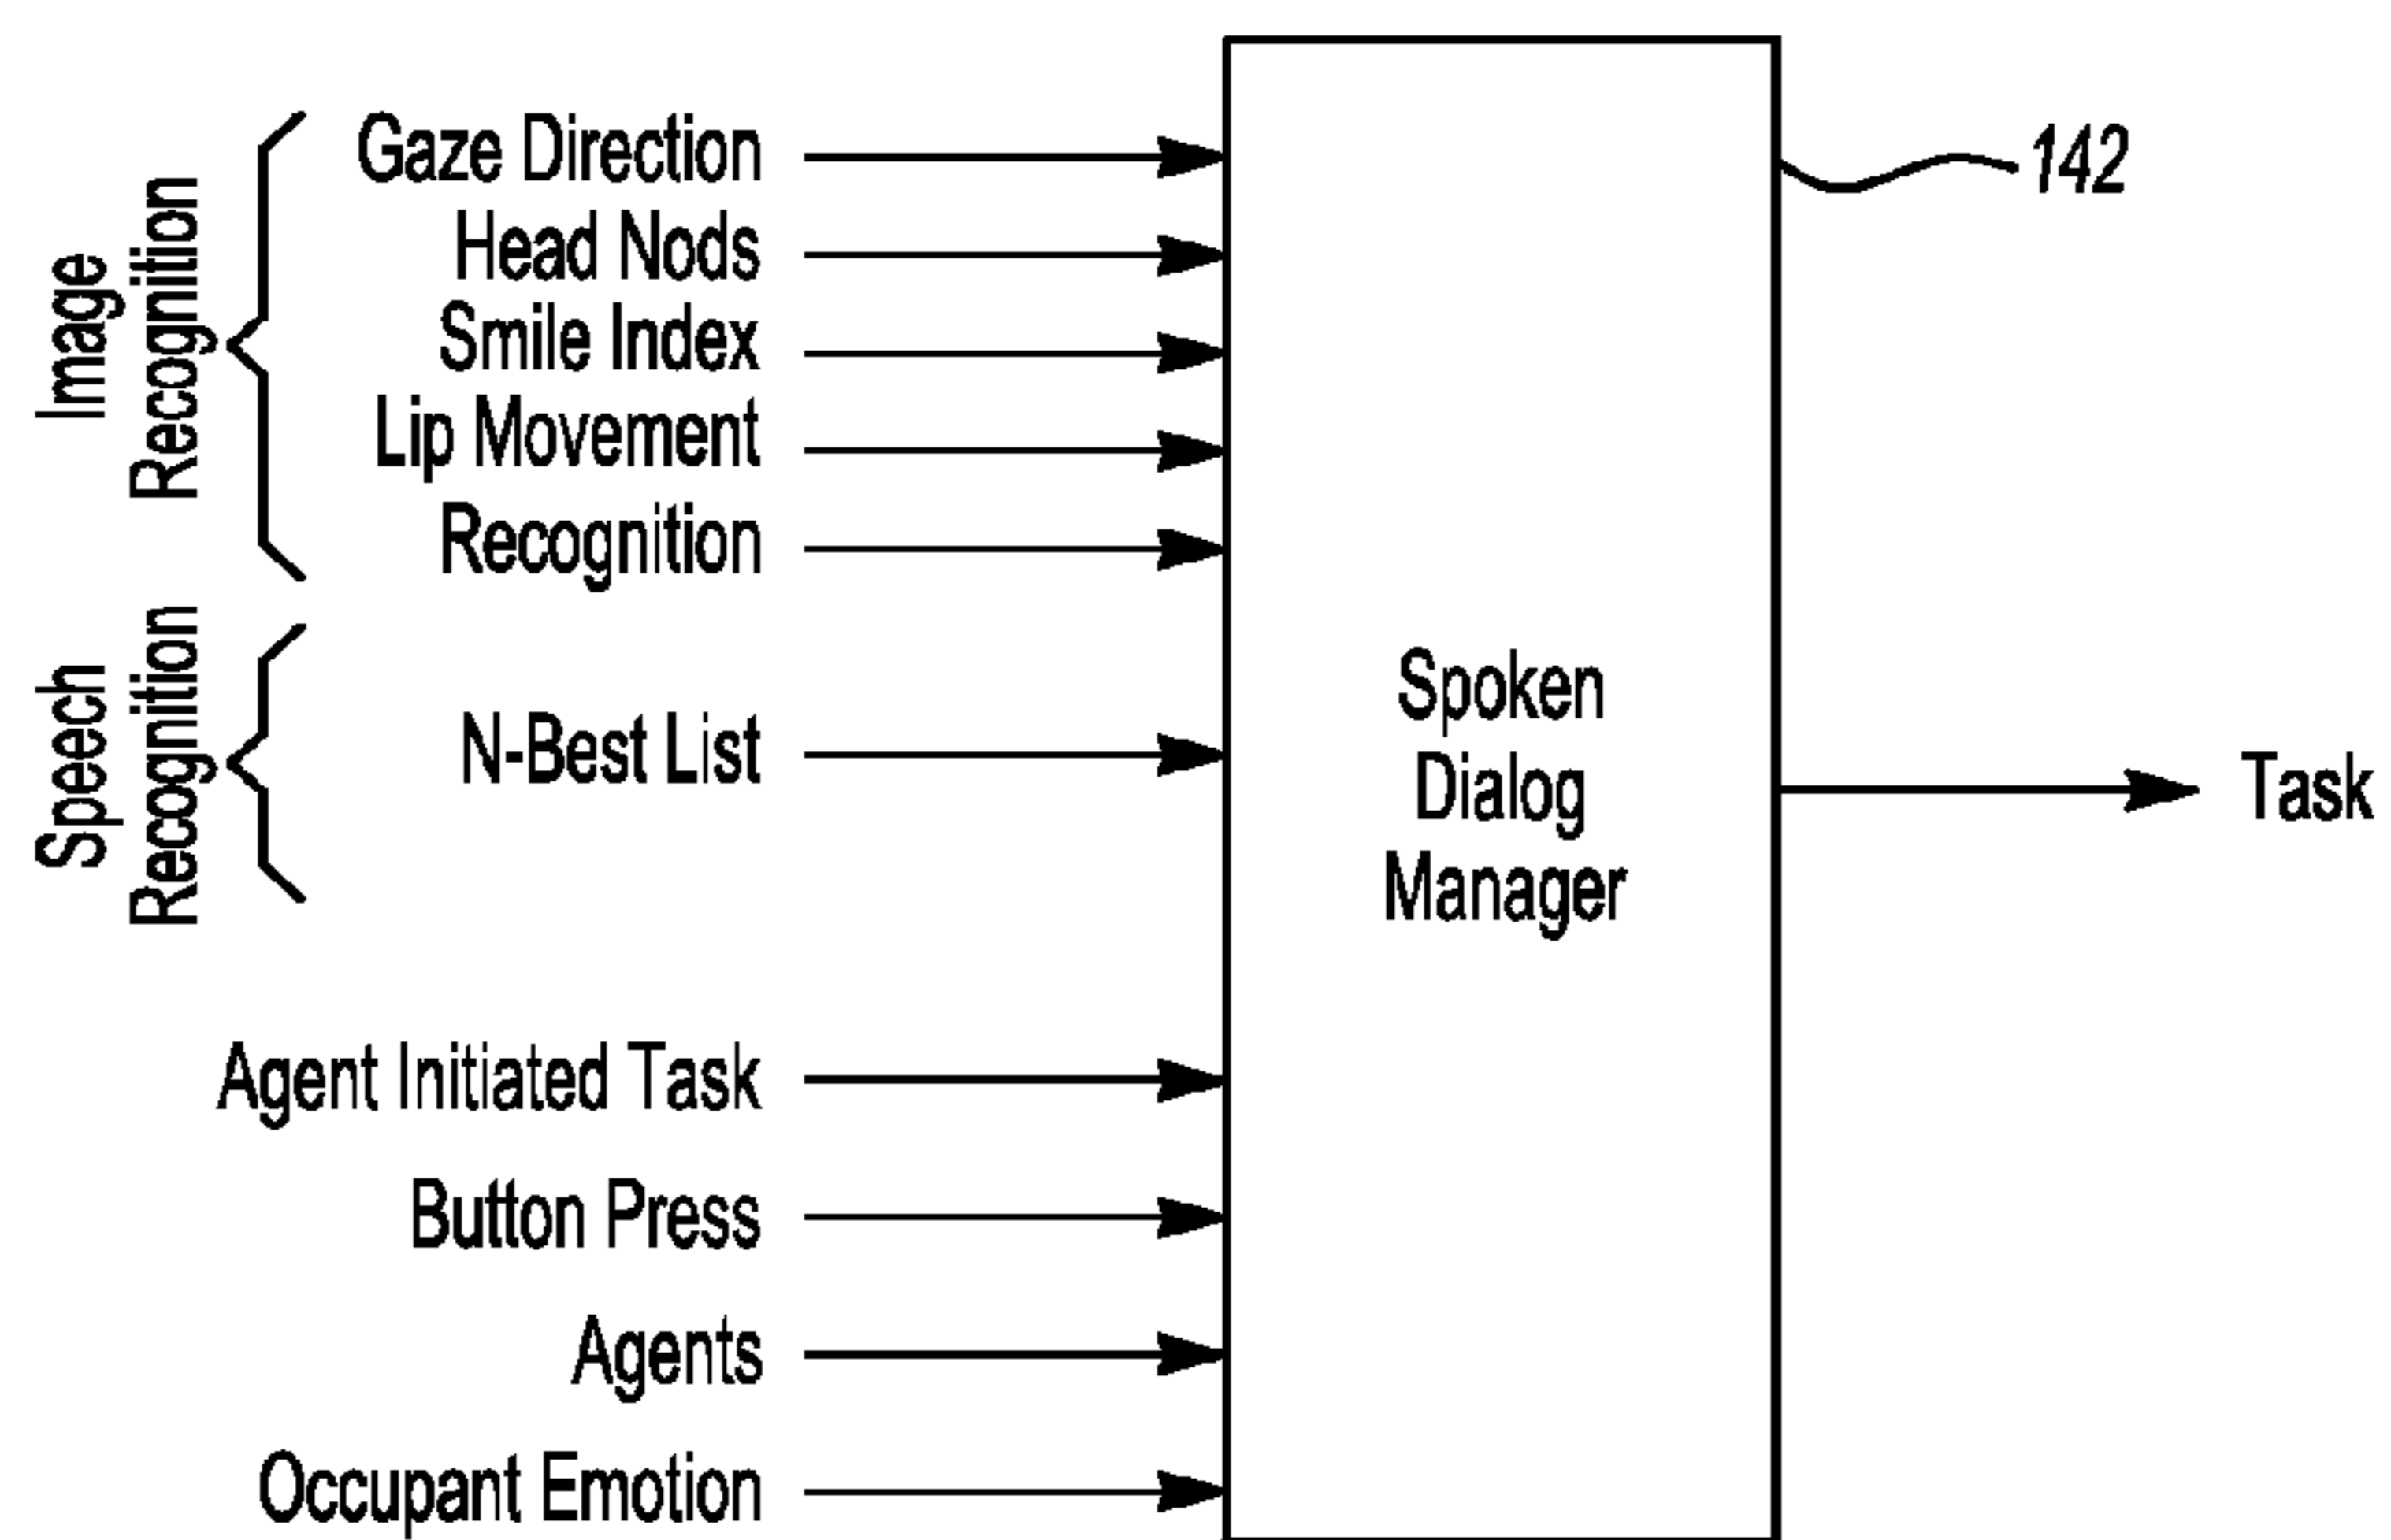 Image
Recognition
Gaze Direction
Head Nods
Smile Index
Lip Movement
Recognition
Speech
Recognition
N-Best List
Agent Initiated Task
Button Press
Agents
Occupant Emotion
Spoken
Dialog
Manager
142
Task